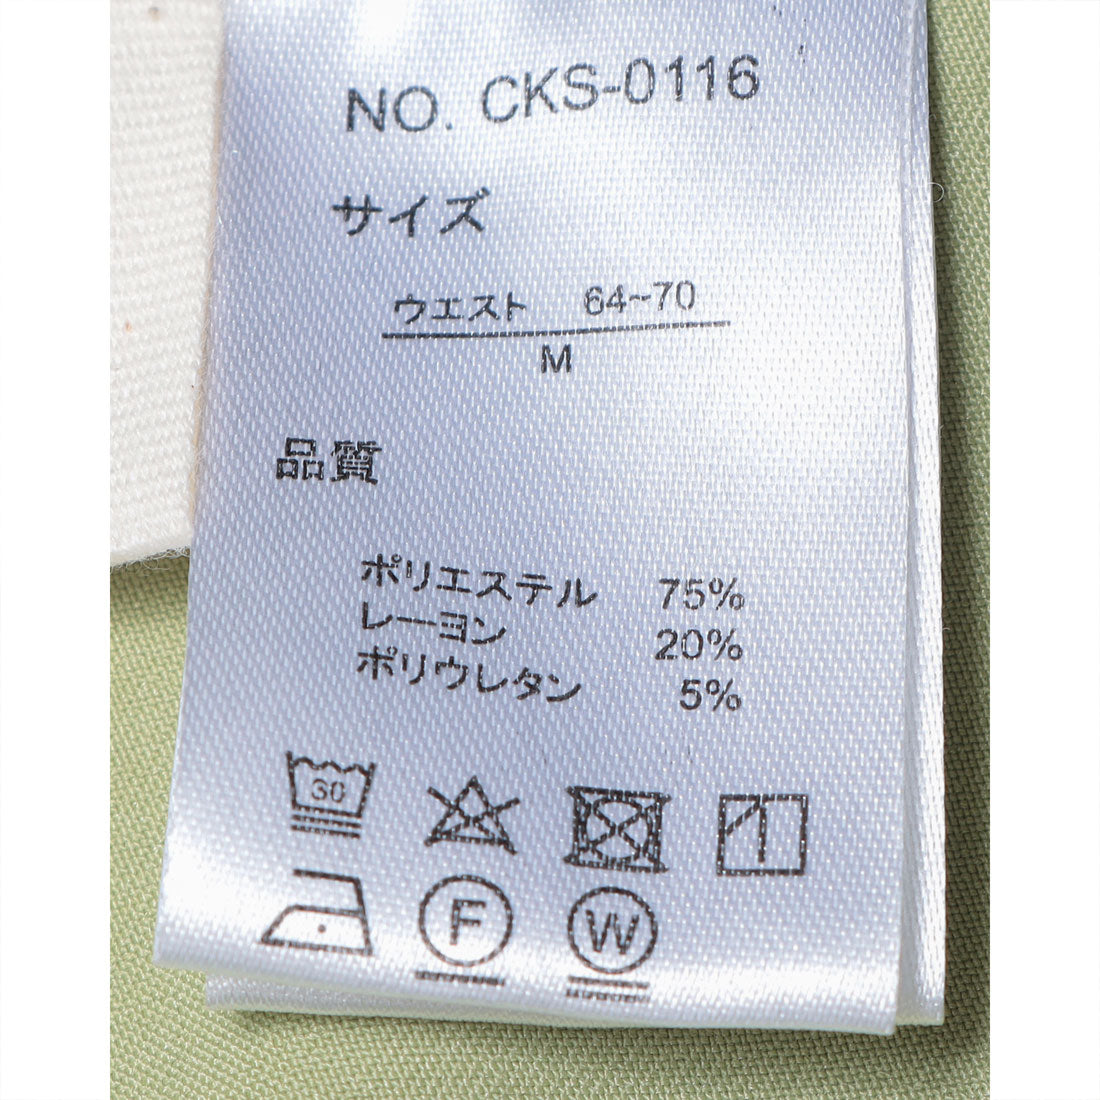 NO. CKS-0116
サイズ
ウエスト 64~70
M
品質
ポリエステル 75%
レーヨン 20%
ポリウレタン 5%
30
F W